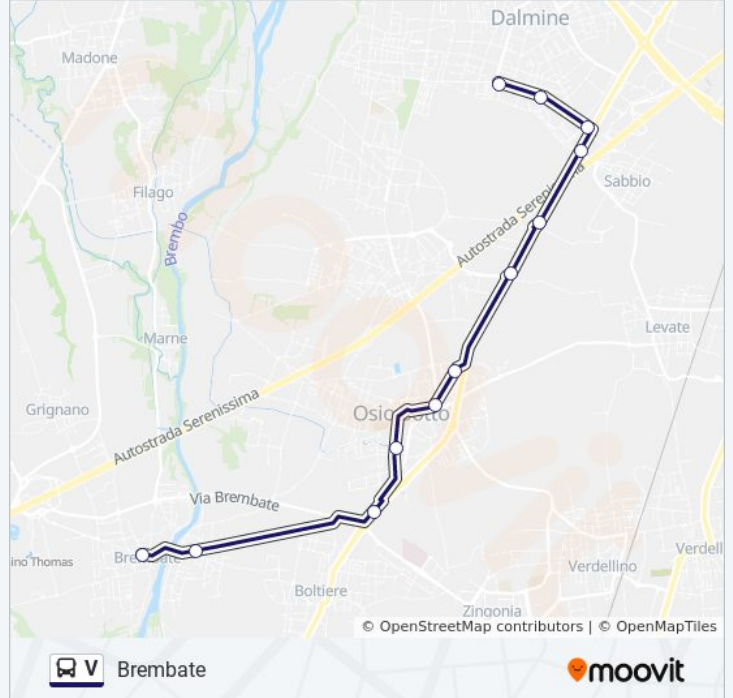 Dalmine
Madone
Sabbio
Filago
Autostrada Serenissima
Brembo
Levate
Marne
Osio Sotto
Grignano
Autostrada Serenissima
Via Brembate
Brembate
ino Thomas
Verdell
Verdellino
Boltiere
Zingonia
© OpenStreetMap contributors | © OpenMapTiles
V Brembate
moovit